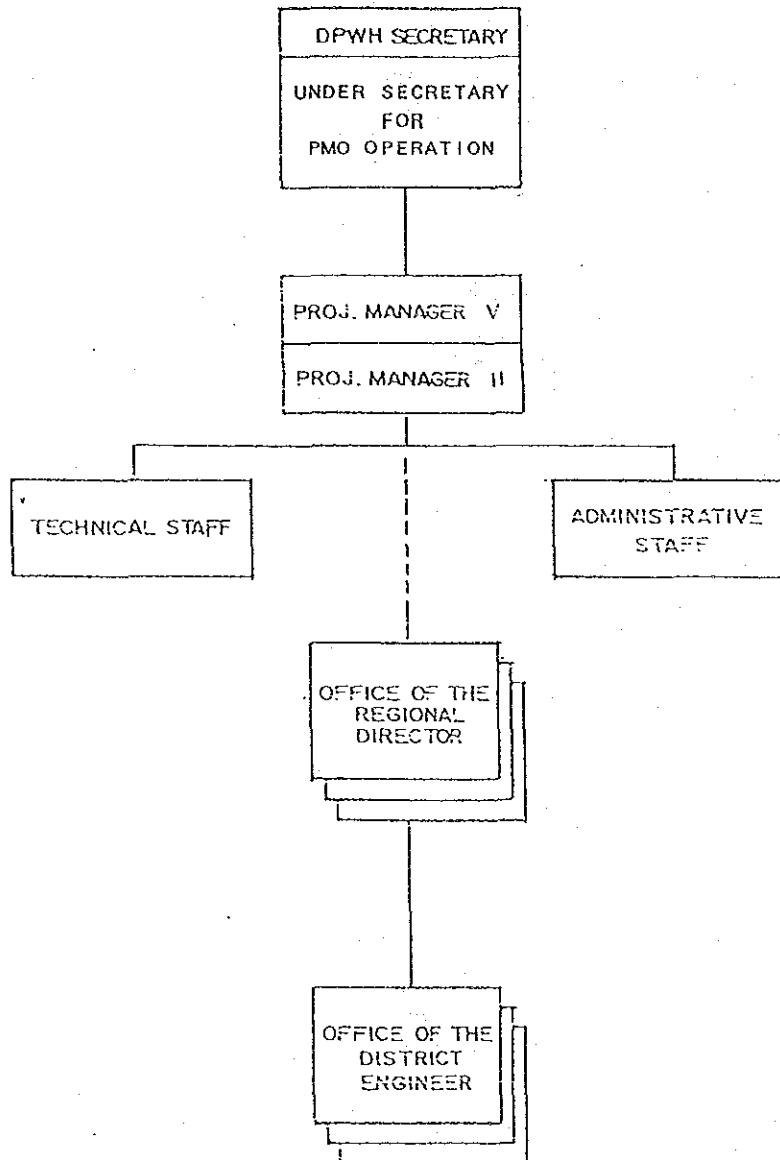 DPWH SECRETARY
UNDER SECRETARY
FOR
PMO OPERATION
PROJ. MANAGER V
PROJ. MANAGER II
TECHNICAL STAFF
ADMINISTRATIVE
STAFF
OFFICE OF THE
REGIONAL
DIRECTOR
OFFICE OF THE
DISTRICT
ENGINEER